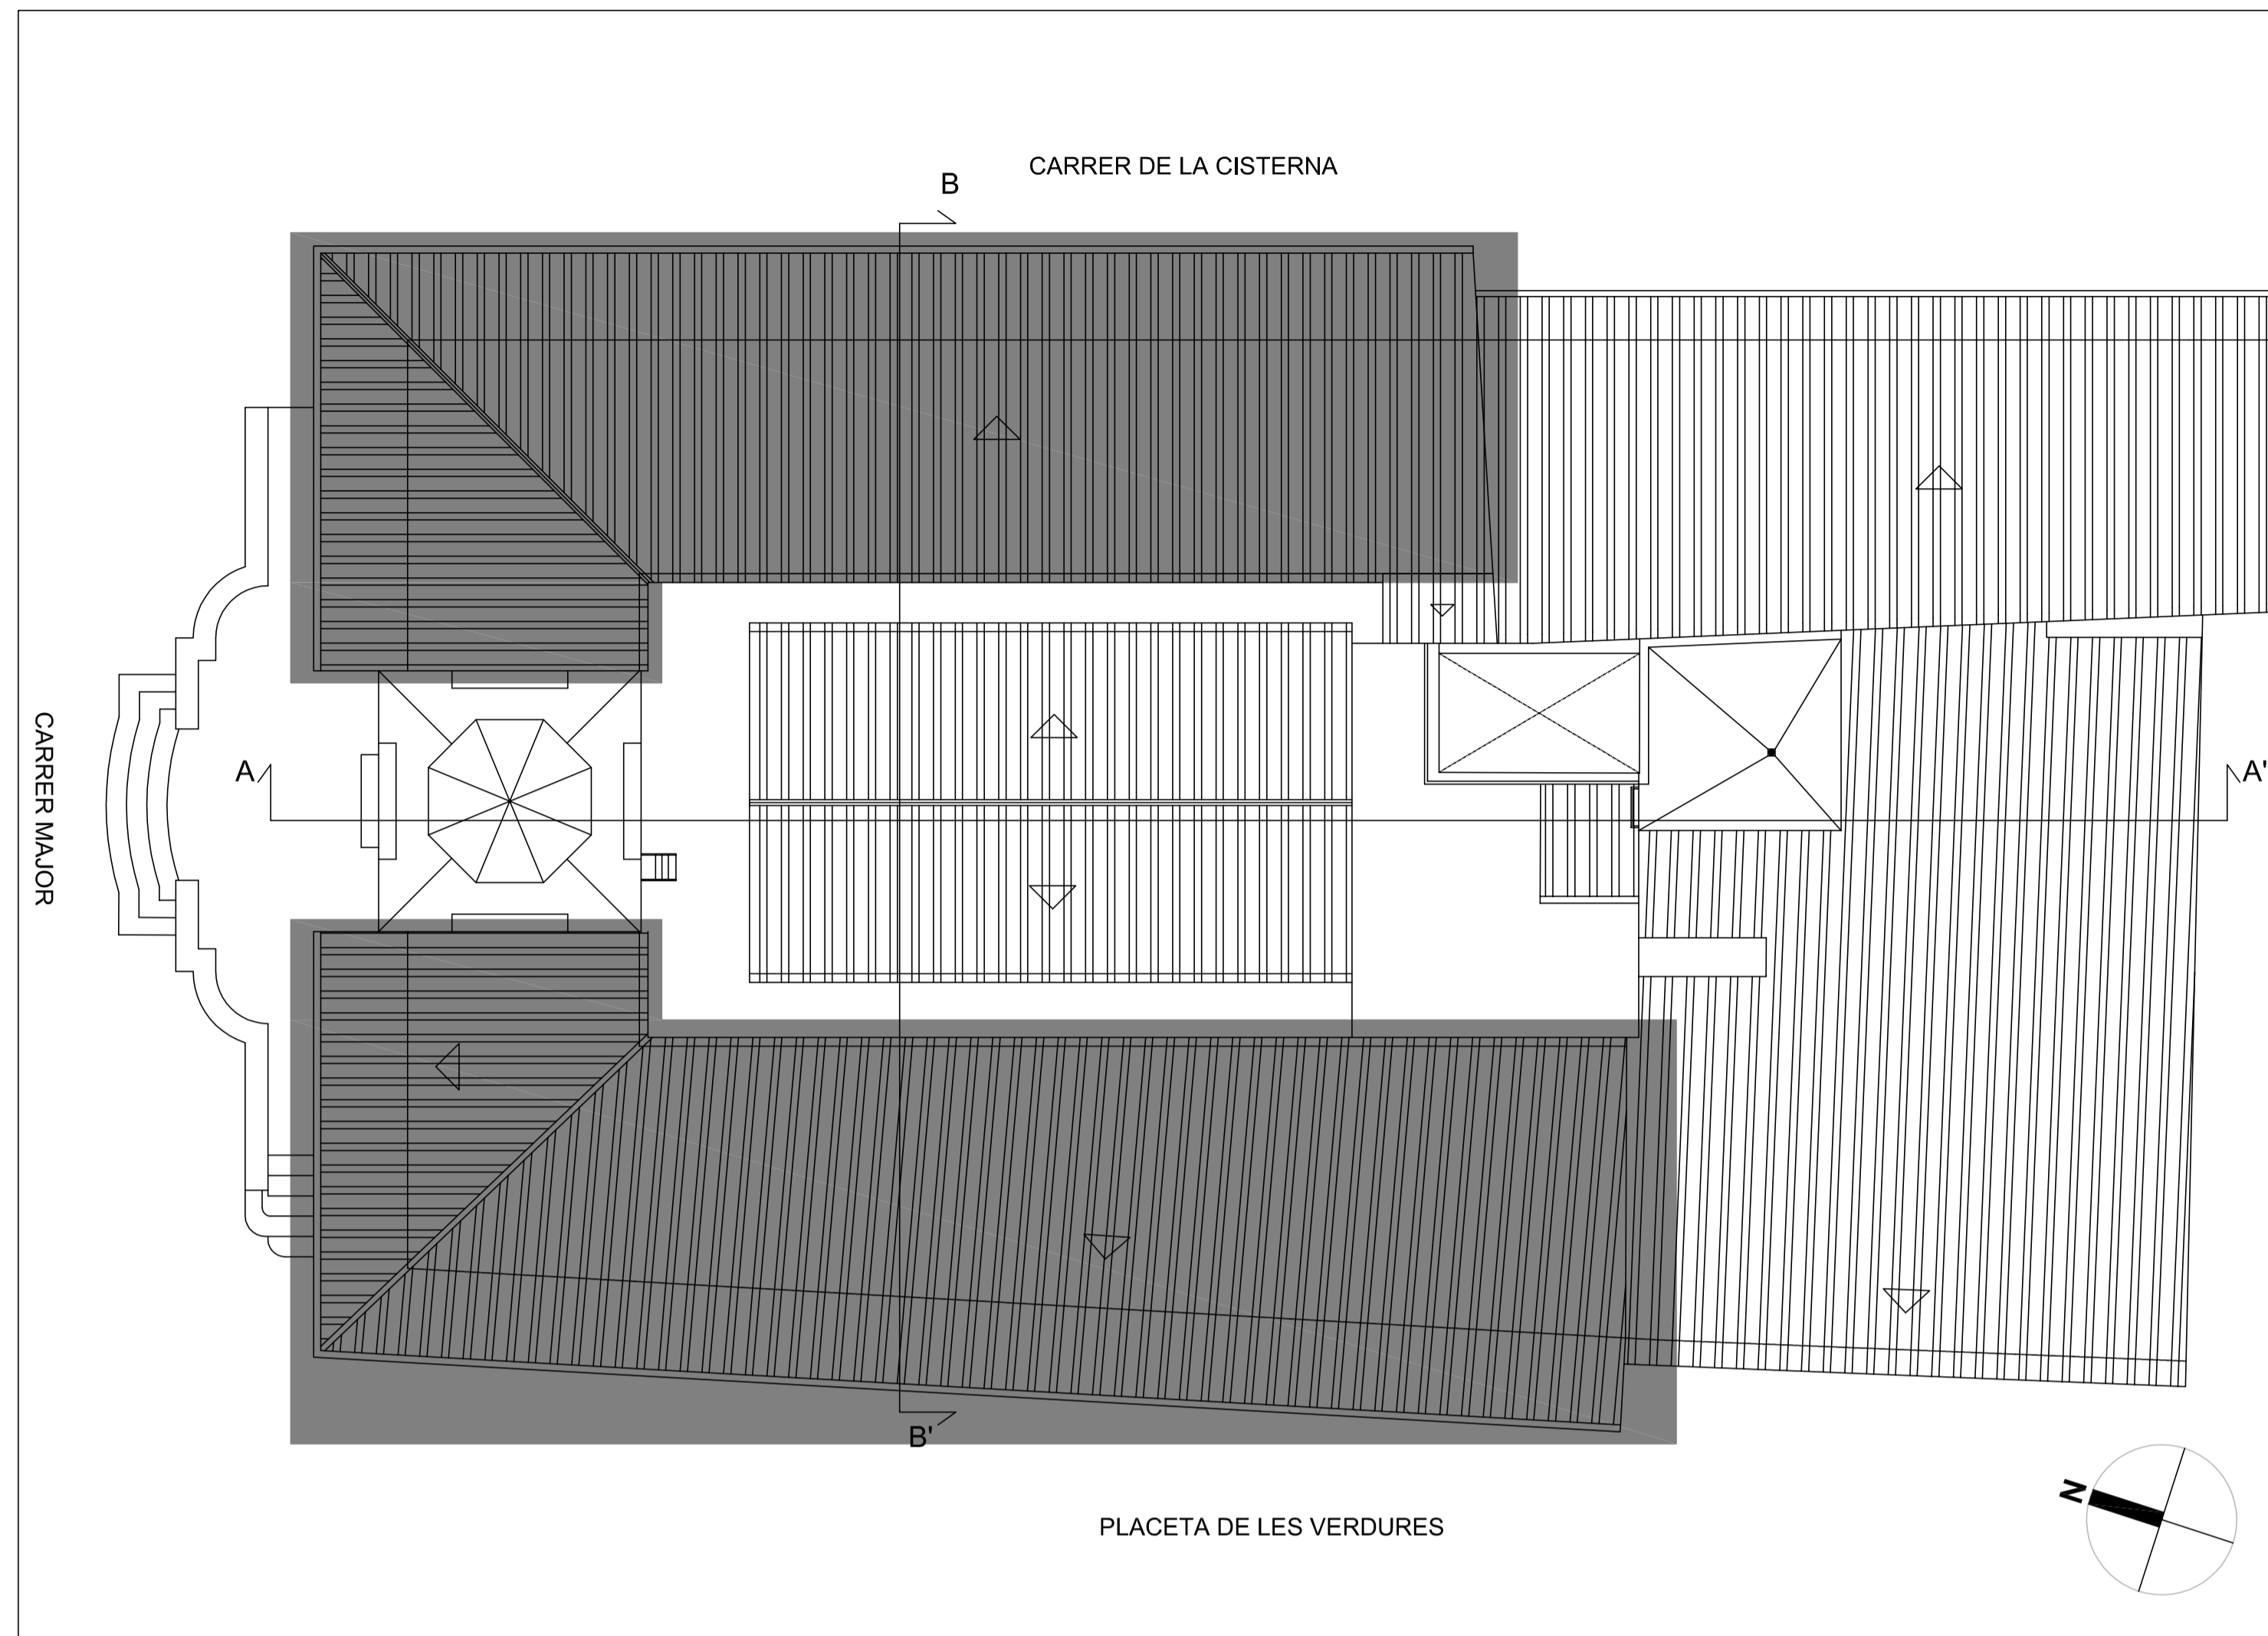 CARRER DE LA CISTERNA
B
CARRER MAJOR
A
A'
B'
PLACETA DE LES VERDURES
N